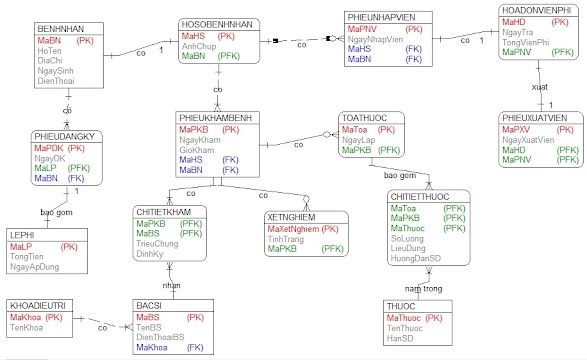 BENHNHAN
MaBN (PK)
HoTen
DiaChi
NgaySinh
DienThoai
co 1
HOSOBENHNHAN
MaHS (PK)
AnhChup
MaBN (PFK)
co
PHIEUNHAPVIEN
MaPNV (PK)
NgayNhapVien
MaHS (FK)
MaBN (FK)
co 1
HOADONVIENPHI
MaHD (PK)
NgayTra
TongVienPhi
MaPNV (PFK)
xuat
1
PHIEUXUATVIEN
MaPXV (PK)
NgayXuatVien
MaHD (PFK)
MaPNV (PFK)
có
PHIEUDANGKY
MaPDK (PK)
NgayDK
MaLP (PFK)
MaBN (FK)
1
bao gom
LEPHI
MaLP (PK)
TongTien
NgayApDung
co
PHIEUKHAMBENH
MaPKB (PK)
NgayKham
GioKham
MaHS (FK)
MaBN (FK)
co
TOATHUOC
MaToa (PK)
NgayLap
MaPKB (PFK)
bao gom
co
co
CHITIETKHAM
MaPKB (PFK)
MaBS (PFK)
TrieuChung
DinhKy
XETNGHIEM
MaXetNghiem (PK)
TinhTrang
MaPKB (PFK)
CHITIETTHUOC
MaToa (PFK)
MaPKB (PFK)
MaThuoc (PFK)
SoLuong
LieuDung
HuongDanSD
nhan
nam trong
KHOADIEUTRI
MaKhoa (PK)
TenKhoa
co
BACSI
MaBS (PK)
TenBS
DienThoaiBS
MaKhoa (FK)
THUOC
MaThuoc (PK)
TenThuoc
HanSD